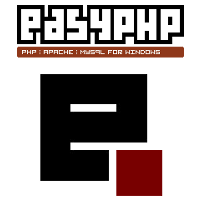 easyphp
PHP : APACHE : MYSQL FOR WINDOWS
e.